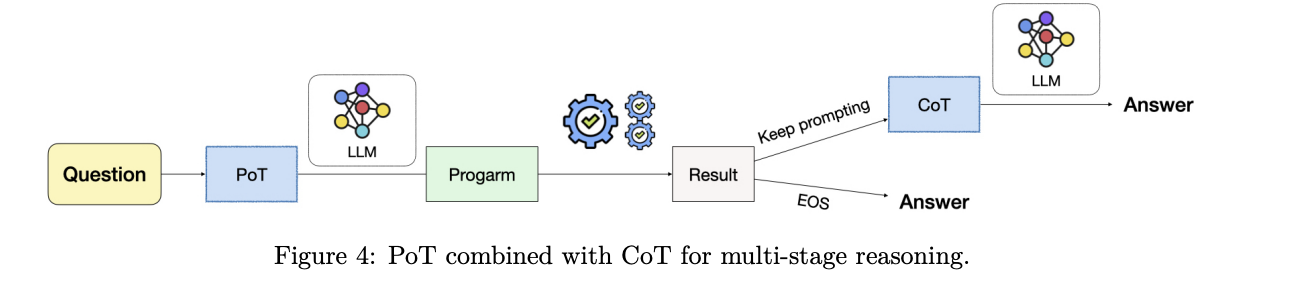 LLM
LLM
Keep prompting
CoT
Answer
Question
PoT
Progarm
Result
EOS
Answer
Figure 4: PoT combined with CoT for multi-stage reasoning.